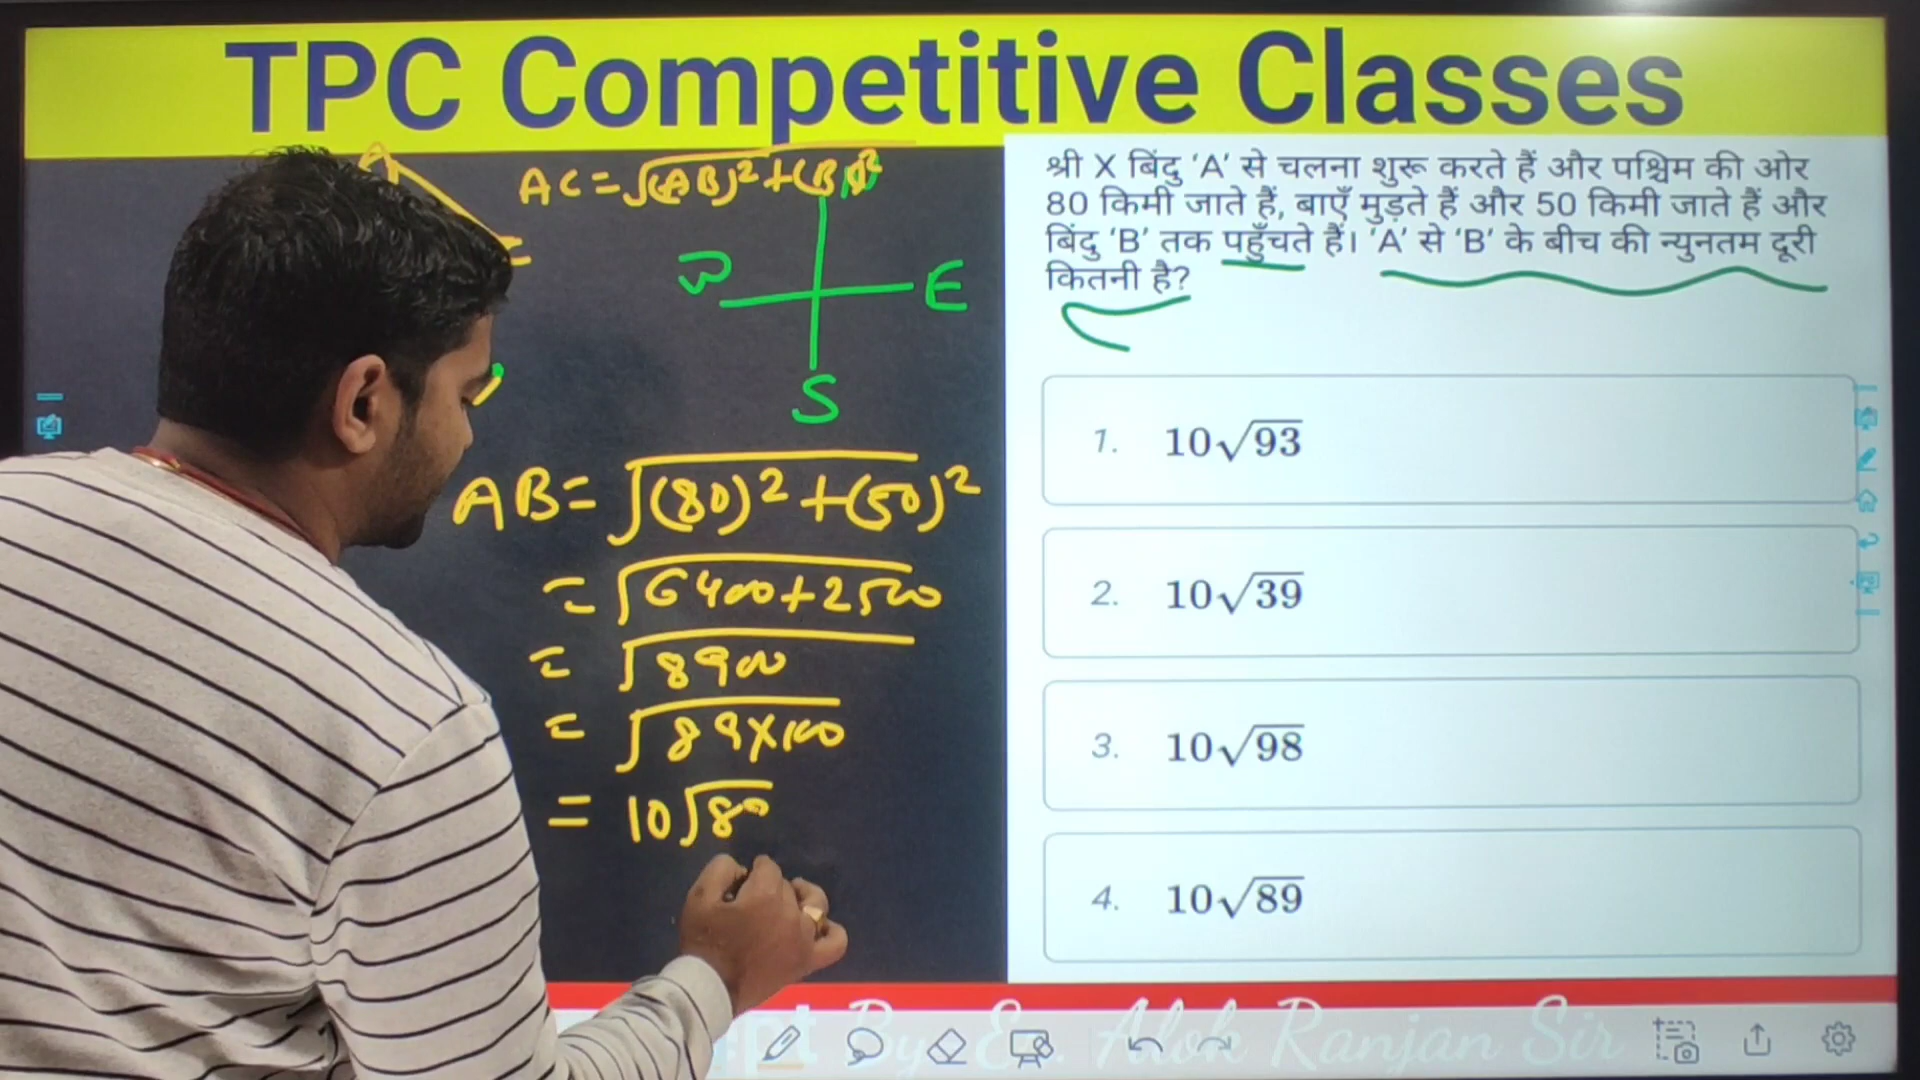 TPC Competitive Classes
AC = √(AB)² + (B
W
E
S
AB = √(80)² + (50)²
= √6400+2500
= √8900
= √89×100
= 10√89
श्री X बिंदु ‘A’ से चलना शुरू करते हैं और पश्चिम की ओर
80 किमी जाते हैं, बाएँ मुड़ते हैं और 50 किमी जाते हैं और
बिंदु ‘B’ तक पहुँचते हैं। ‘A’ से ‘B’ के बीच की न्युनतम दूरी
कितनी है?
1. 10√93
2. 10√39
3. 10√98
4. 10√89
pt By Er. Alok Ranjan Sir